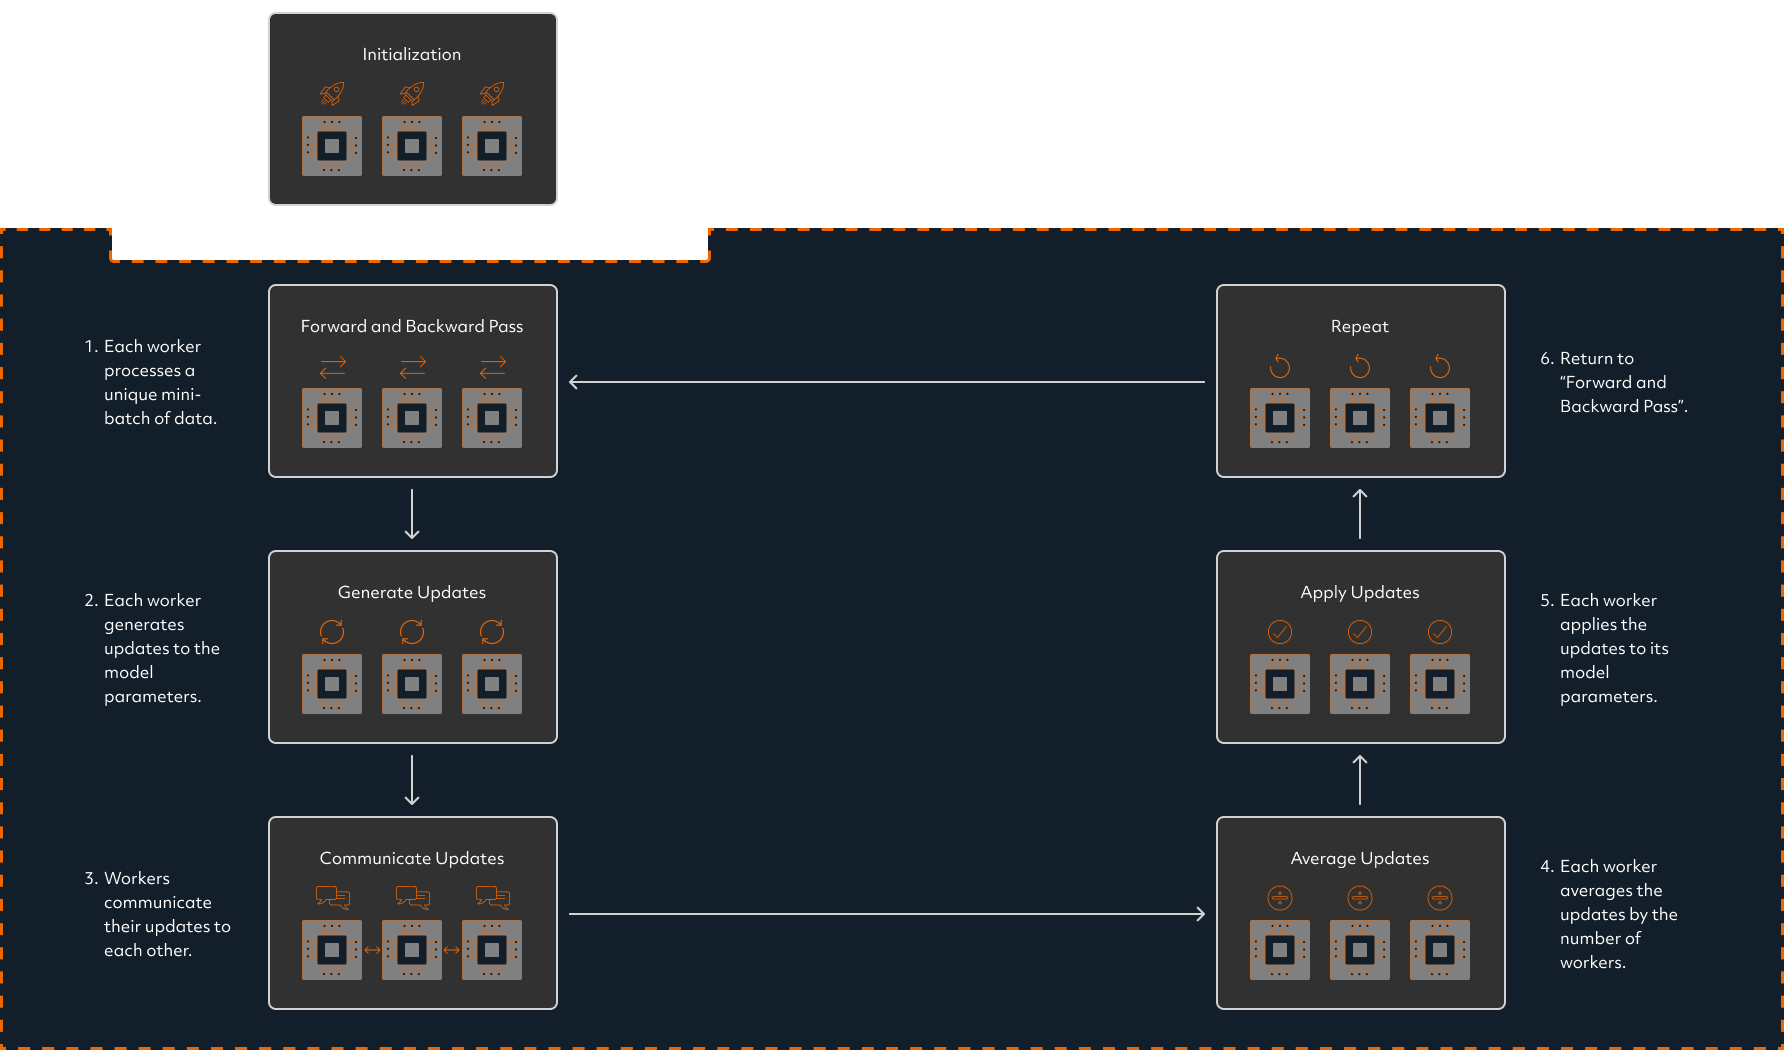 Initialization
Forward and Backward Pass
1. Each worker
processes a
unique mini-
batch of data.
Generate Updates
2. Each worker
generates
updates to the
model
parameters.
Communicate Updates
3. Workers
communicate
their updates to
each other.
Average Updates
4. Each worker
averages the
updates by the
number of
workers.
Apply Updates
5. Each worker
applies the
updates to its
model
parameters.
Repeat
6. Return to
“Forward and
Backward Pass”.